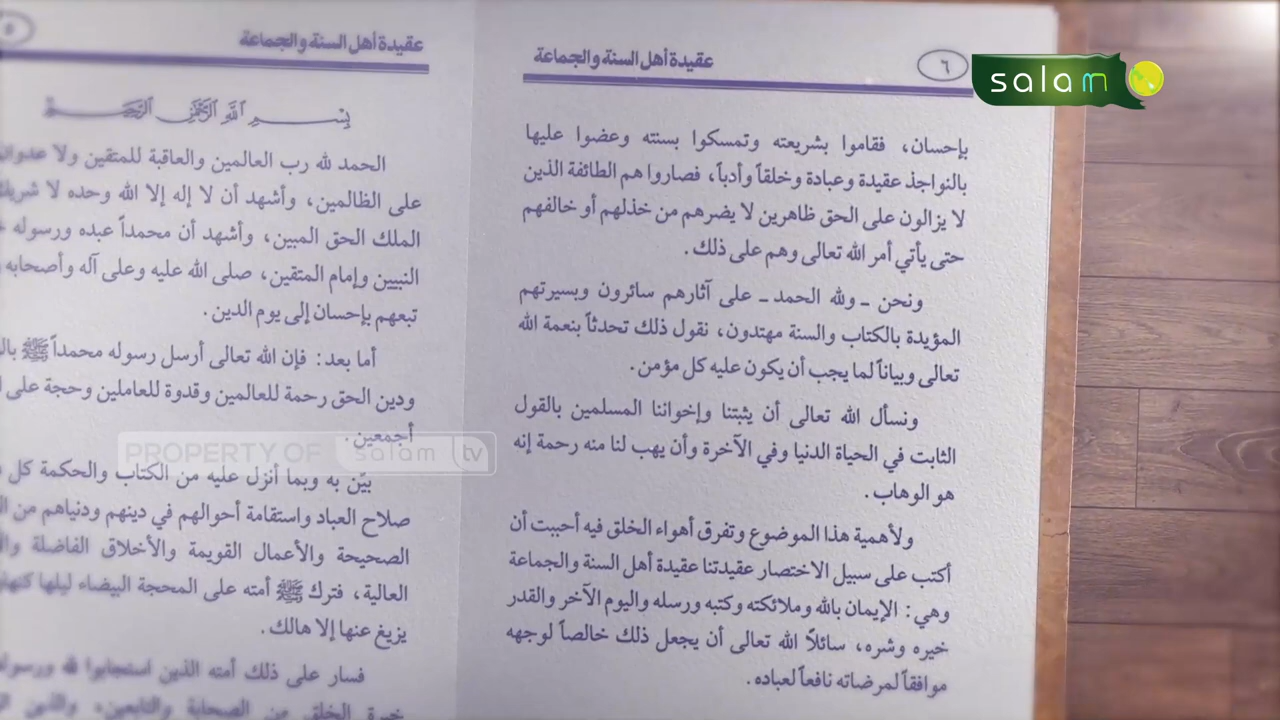 عقيدة أهل السنة والجماعة
٥
بسم الله الرحمن الرحيم
الحمد لله رب العالمين والعاقبة للمتقين ولا عدوان
على الظالمين، وأشهد أن لا إله إلا الله وحده لا شريك
الملك الحق المبين، وأشهد أن محمداً عبده ورسوله
النبيين وإمام المتقين، صلى الله عليه وعلى آله وأصحابه
تبعهم بإحسان إلى يوم الدين.
أما بعد: فإن الله تعالى أرسل رسوله محمداً ﷺ
ودين الحق رحمة للعالمين وقدوة للعاملين وحجة على
أجمعين.
بيّن به وبما أنزل عليه من الكتاب والحكمة كل
صلاح العباد واستقامة أحوالهم في دينهم ودنياهم من
الصحيحة والأعمال القويمة والأخلاق الفاضلة
العالية، فترك ﷺ أمته على المحجة البيضاء ليلها كنهارها
يزيغ عنها إلا هالك.
فسار على ذلك أمته الذين استجابوا لله ورسوله
خيرة الخلق من الصحابة والتابعين والذين
٦
عقيدة أهل السنة والجماعة
بإحسان، فقاموا بشريعته وتمسكوا بسنته وعضوا عليها
بالنواجذ عقيدة وعبادة وخلقاً وأدباً، فصاروا هم الطائفة الذين
لا يزالون على الحق ظاهرين لا يضرهم من خذلهم أو خالفهم
حتى يأتي أمر الله تعالى وهم على ذلك.
ونحن ـ ولله الحمد ـ على آثارهم سائرون وبسيرتهم
المؤيدة بالكتاب والسنة مهتدون، نقول ذلك تحدثاً بنعمة الله
تعالى وبياناً لما يجب أن يكون عليه كل مؤمن.
ونسأل الله تعالى أن يثبتنا وإخواننا المسلمين بالقول
الثابت في الحياة الدنيا وفي الآخرة وأن يهب لنا منه رحمة إنه
هو الوهاب.
ولأهمية هذا الموضوع وتفرق أهواء الخلق فيه أحببت أن
أكتب على سبيل الاختصار عقيدتنا عقيدة أهل السنة والجماعة
وهي: الإيمان بالله وملائكته وكتبه ورسله واليوم الآخر والقدر
خيره وشره، سائلاً الله تعالى أن يجعل ذلك خالصاً لوجهه
موافقاً لمرضاته نافعاً لعباده.
salam
PROPERTY OF salam tv